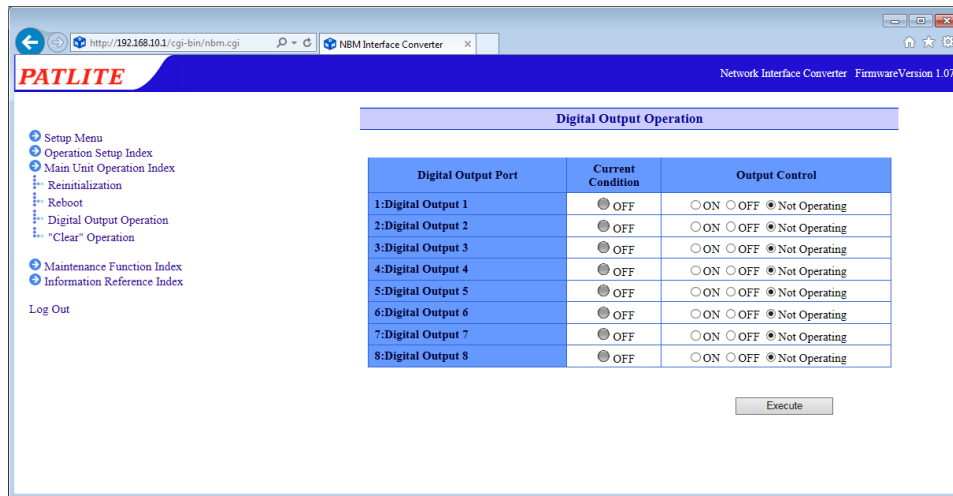 http://192.168.10.1/cgi-bin/nbm.cgi
NBM Interface Converter
PATLITE
Network Interface Converter FirmwareVersion 1.07
Digital Output Operation
Setup Menu
Operation Setup Index
Main Unit Operation Index
Reinitialization
Reboot
Digital Output Operation
"Clear" Operation
Maintenance Function Index
Information Reference Index
Log Out
Digital Output Port Current Condition Output Control
1:Digital Output 1 OFF ON OFF Not Operating
2:Digital Output 2 OFF ON OFF Not Operating
3:Digital Output 3 OFF ON OFF Not Operating
4:Digital Output 4 OFF ON OFF Not Operating
5:Digital Output 5 OFF ON OFF Not Operating
6:Digital Output 6 OFF ON OFF Not Operating
7:Digital Output 7 OFF ON OFF Not Operating
8:Digital Output 8 OFF ON OFF Not Operating
Execute